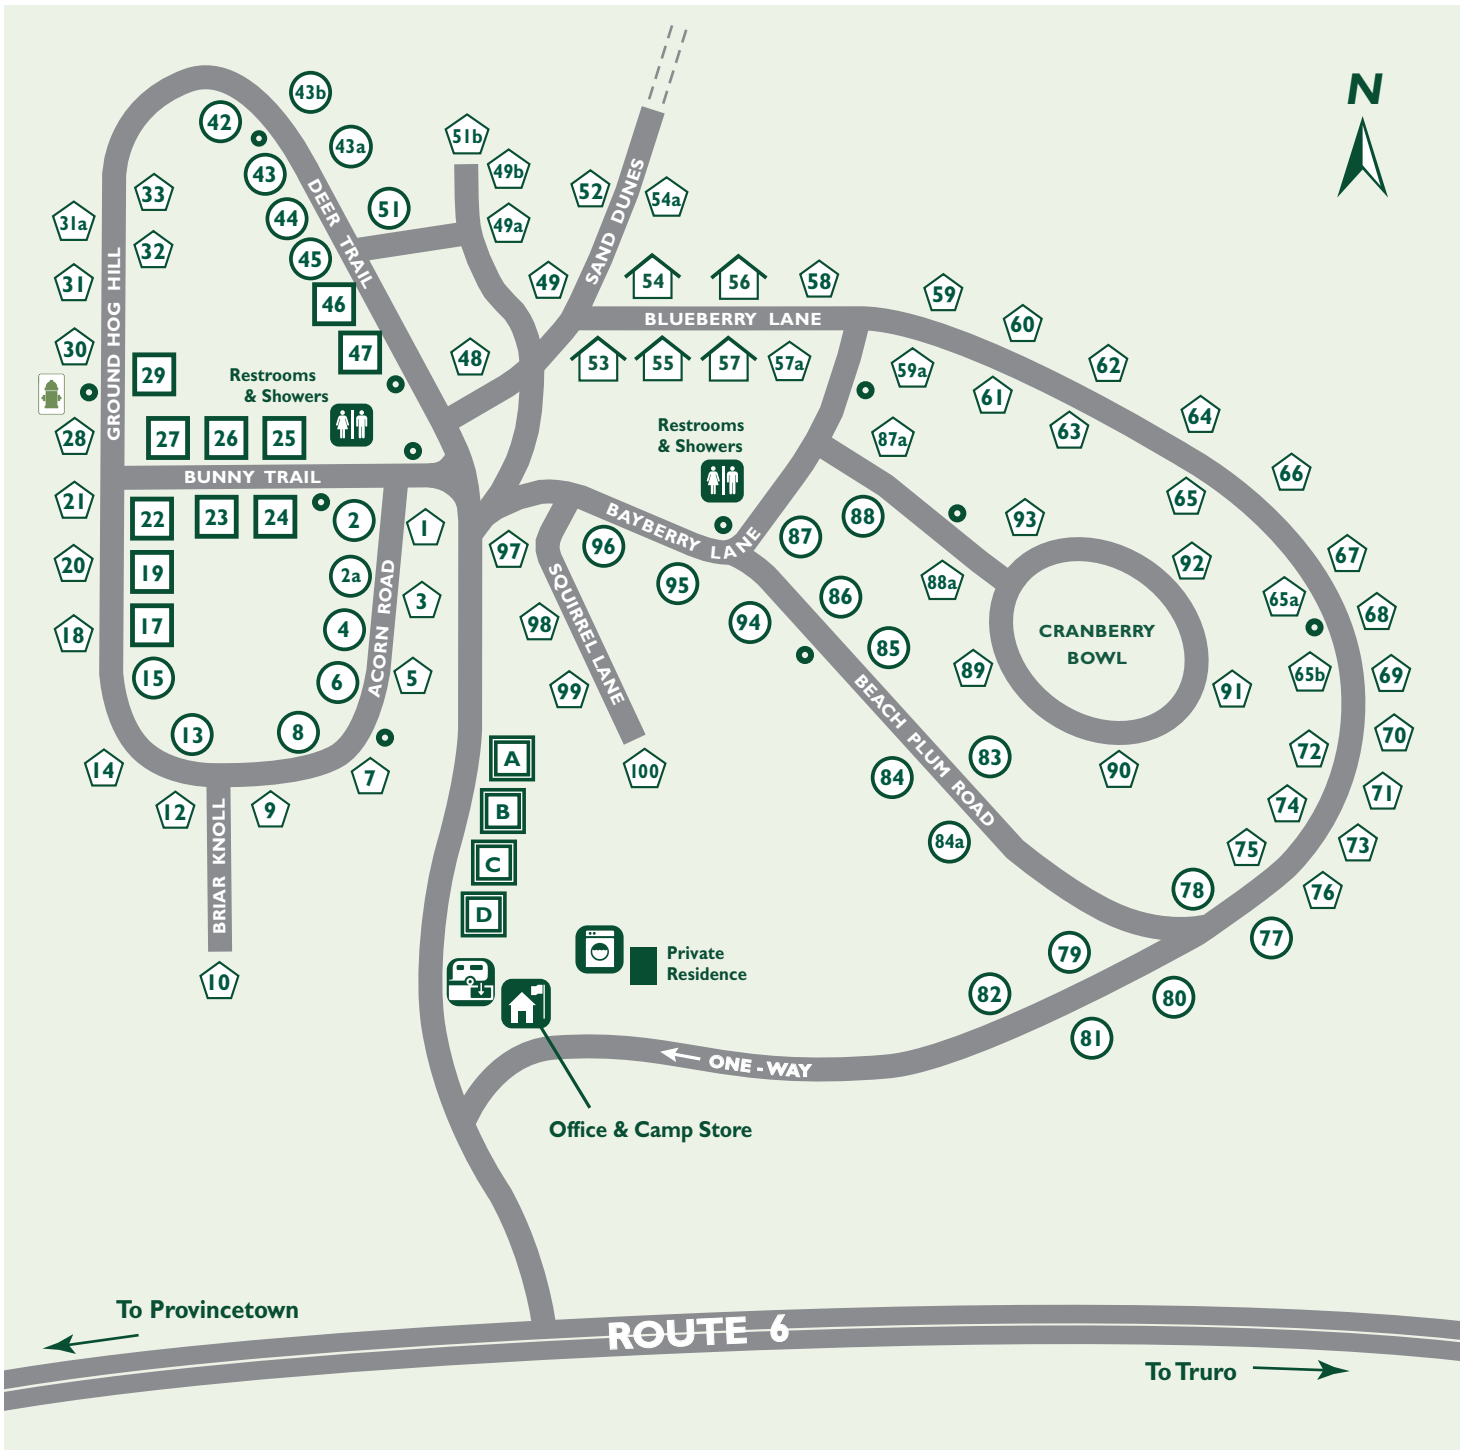 N
43b
42
43a
51b
43
49b
33
52
54a
51
31a
44
49a
DEER TRAIL
SAND DUNES
32
45
31
49
54
56
58
59
46
GROUND HOG HILL
BLUEBERRY LANE
60
30
47
48
53
55
57
57a
59a
62
29
Restrooms
& Showers
61
64
28
27
26
25
Restrooms
& Showers
87a
63
BUNNY TRAIL
66
21
22
23
24
2
1
BAYBERRY LANE
88
93
65
97
96
87
67
20
19
2a
ACORN ROAD
SQUIRREL LANE
95
86
88a
92
65a
3
18
17
4
98
94
85
CRANBERRY
BOWL
68
15
6
5
99
89
91
65b
69
13
8
BEACH PLUM ROAD
70
14
7
A
100
84
83
90
72
71
12
9
B
74
BRIAR KNOLL
C
84a
75
73
D
78
76
10
Private
Residence
79
77
82
80
81
ONE-WAY
Office & Camp Store
To Provincetown
ROUTE 6
To Truro